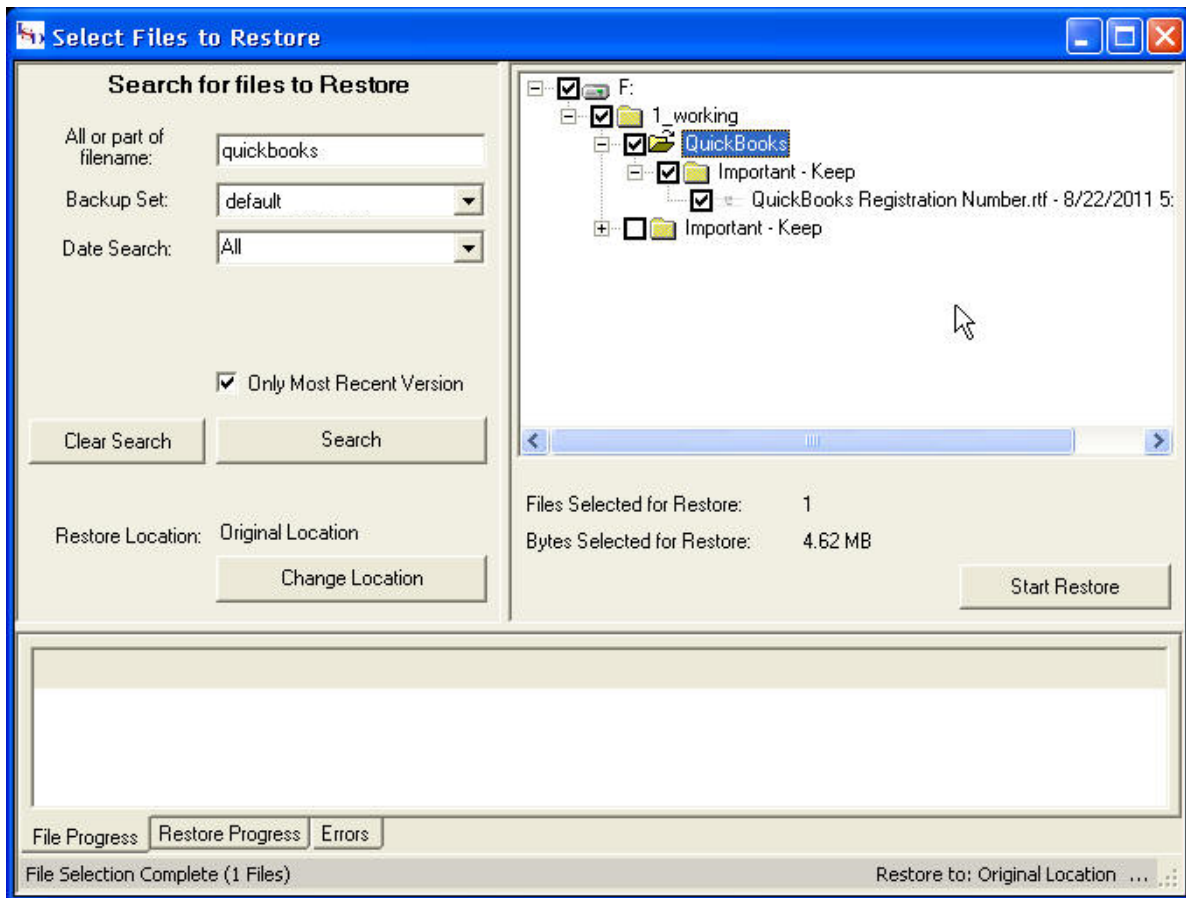 Select Files to Restore
Search for files to Restore
All or part of
filename:
quickbooks
Backup Set:
default
Date Search:
All
Only Most Recent Version
Clear Search
Search
Restore Location:
Original Location
Change Location
F:
1_working
QuickBooks
Important - Keep
QuickBooks Registration Number.rtf - 8/22/2011 5:
Important - Keep
Files Selected for Restore: 1
Bytes Selected for Restore: 4.62 MB
Start Restore
File Progress
Restore Progress
Errors
File Selection Complete (1 Files)
Restore to: Original Location ...